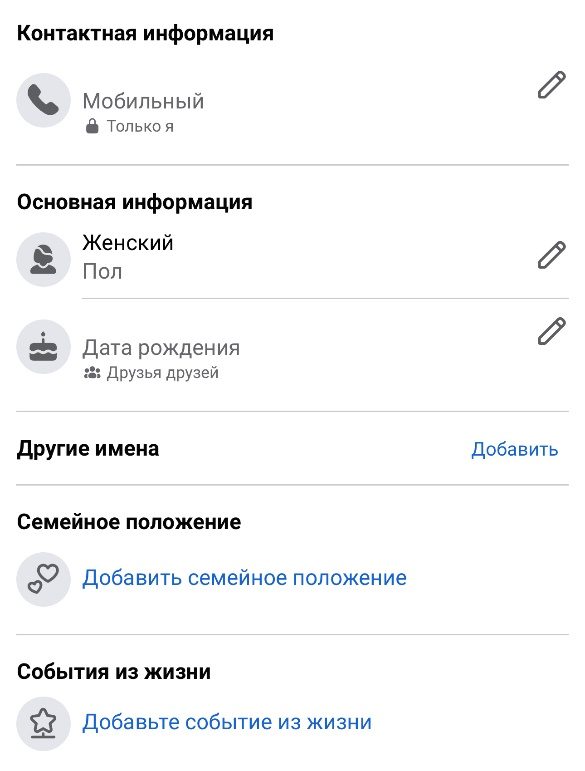 Контактная информация
Мобильный
Только я
Основная информация
Женский
Пол
Дата рождения
Друзья друзей
Другие имена
Добавить
Семейное положение
Добавить семейное положение
События из жизни
Добавьте событие из жизни